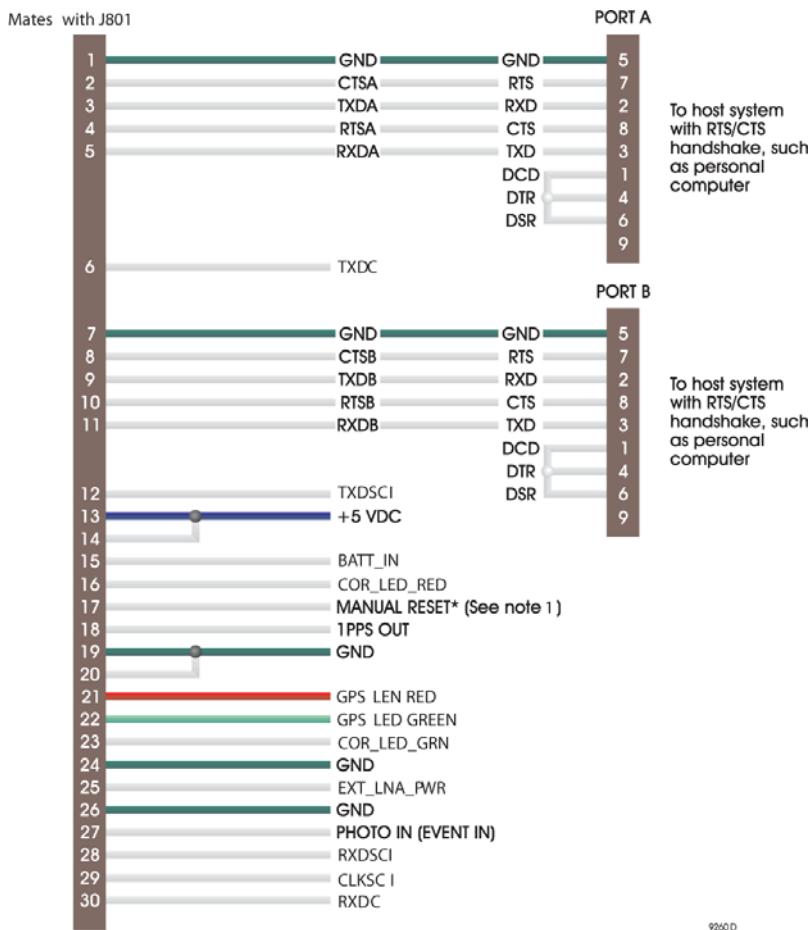 Mates with J801
PORT A
1 GND GND 5
2 CTSA RTS 7
3 TXDA RXD 2
4 RTSA CTS 8
5 RXDA TXD 3
DCD 1
DTR 4
DSR 6
9
To host system
with RTS/CTS
handshake, such
as personal
computer
6 TXDC
PORT B
7 GND GND 5
8 CTSB RTS 7
9 TXDB RXD 2
10 RTSB CTS 8
11 RXDB TXD 3
DCD 1
DTR 4
DSR 6
9
To host system
with RTS/CTS
handshake, such
as personal
computer
12 TXDSCI
13 +5 VDC
14
15 BATT_IN
16 COR_LED_RED
17 MANUAL RESET* (See note 1)
18 1PPS OUT
19 GND
20
21 GPS LEN RED
22 GPS LED GREEN
23 COR_LED_GRN
24 GND
25 EXT_LNA_PWR
26 GND
27 PHOTO IN (EVENT IN)
28 RXDSCI
29 CLKSC I
30 RXDC
9260D